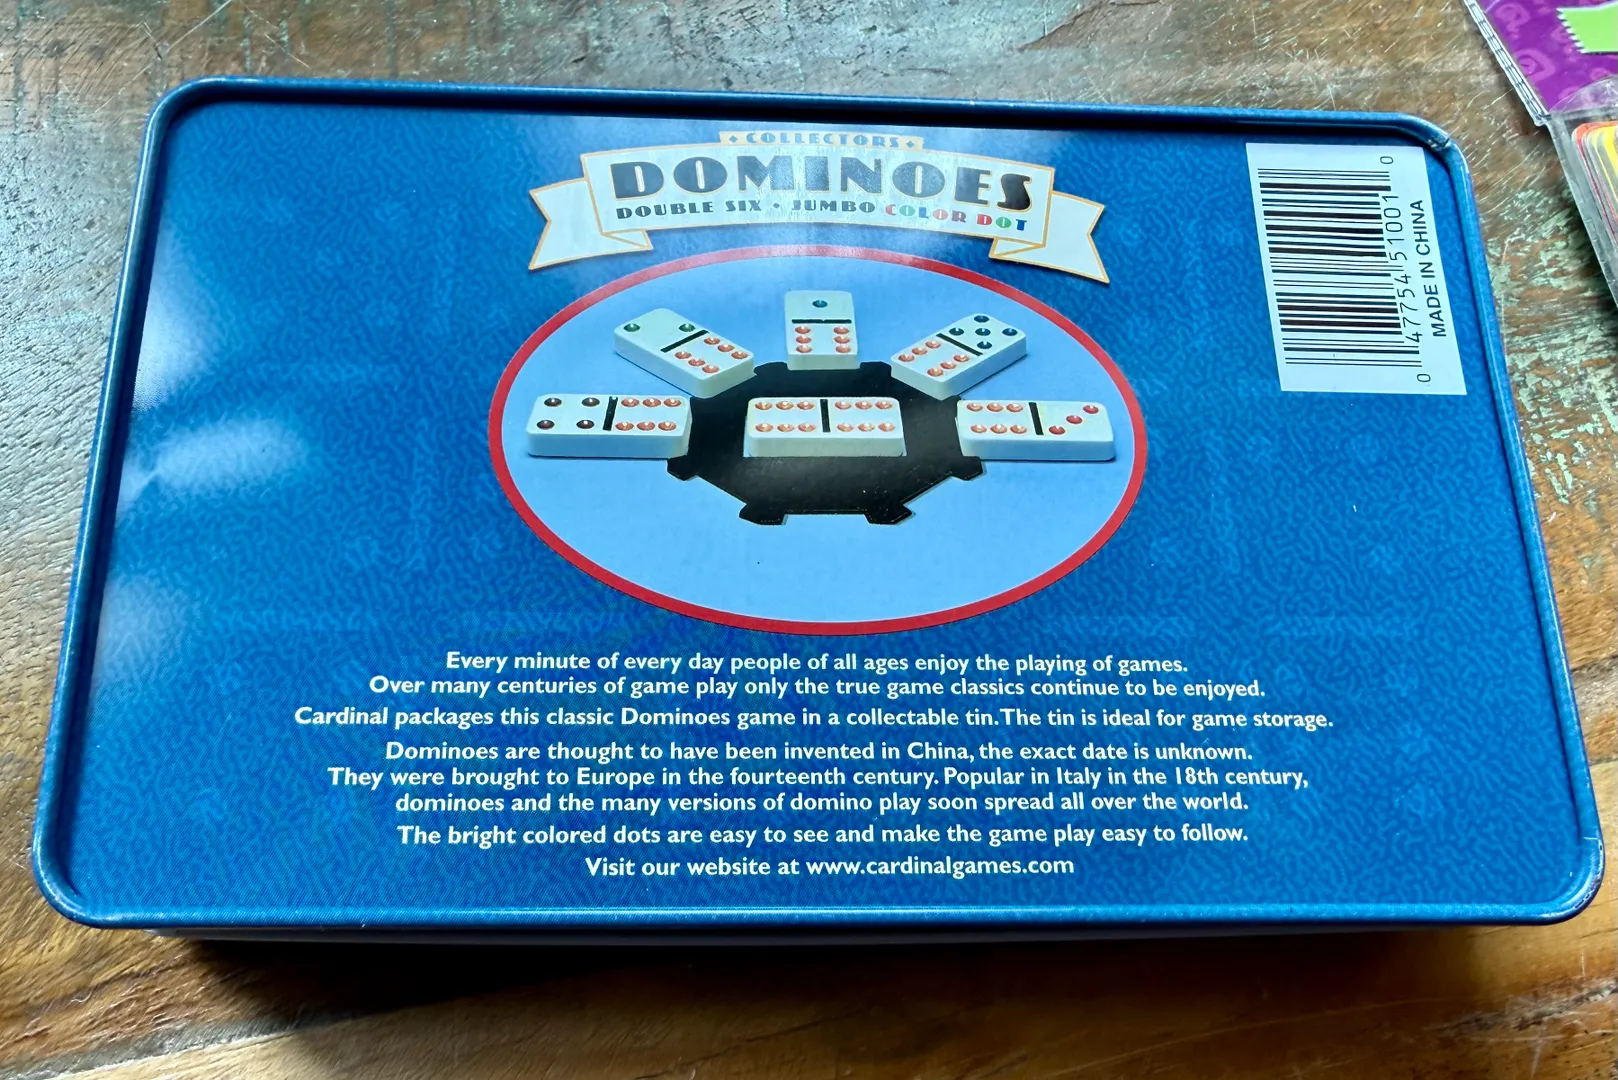 COLLECTORS
DOMINOES
DOUBLE SIX • JUMBO COLOR DOT
0 47754 51001 0
MADE IN CHINA
Every minute of every day people of all ages enjoy the playing of games.
Over many centuries of game play only the true game classics continue to be enjoyed.
Cardinal packages this classic Dominoes game in a collectable tin. The tin is ideal for game storage.
Dominoes are thought to have been invented in China, the exact date is unknown.
They were brought to Europe in the fourteenth century. Popular in Italy in the 18th century,
dominoes and the many versions of domino play soon spread all over the world.
The bright colored dots are easy to see and make the game play easy to follow.
Visit our website at www.cardinalgames.com